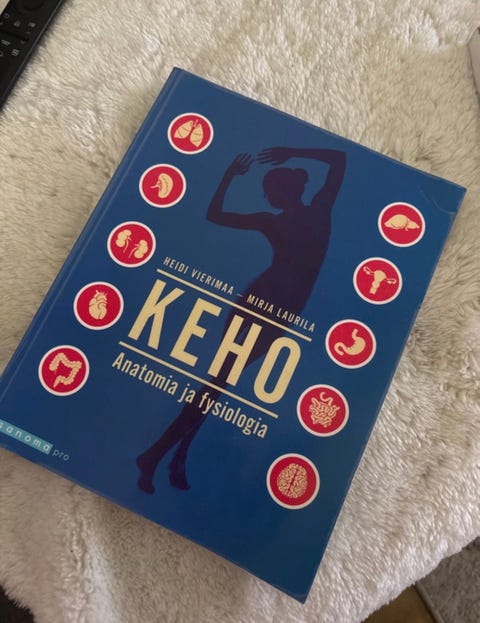 HEIDI VIERIMAA – MIRJA LAURILA
KEHO
Anatomia ja fysiologia
sanoma pro